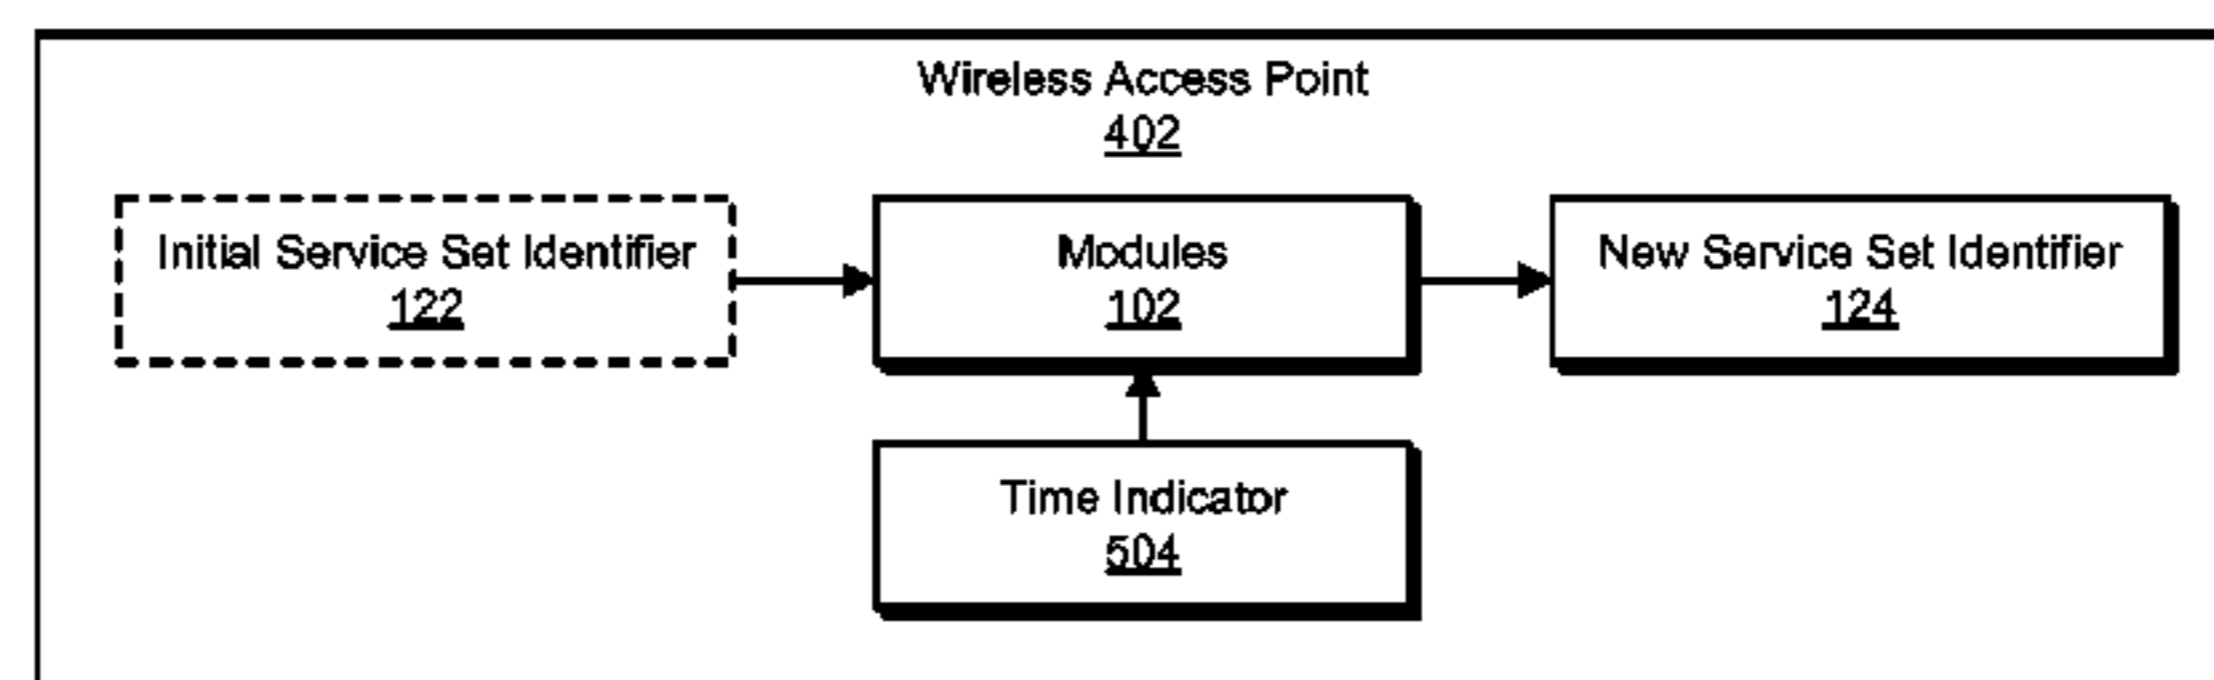 Wireless Access Point
402
Initial Service Set Identifier
122
Modules
102
New Service Set Identifier
124
Time Indicator
504